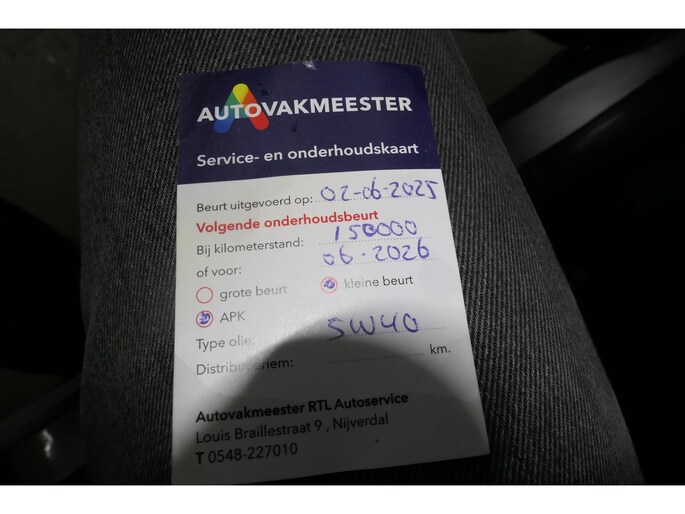 AUTOVAKMEESTER
Service- en onderhoudskaart
Beurt uitgevoerd op: 02-06-2025
Volgende onderhoudsbeurt
Bij kilometerstand: 150000
of voor: 06-2026
grote beurt kleine beurt
APK
Type olie: 5W40
Distributieriem: km.
Autovakmeester RTL Autoservice
Louis Braillestraat 9 , Nijverdal
T 0548-227010